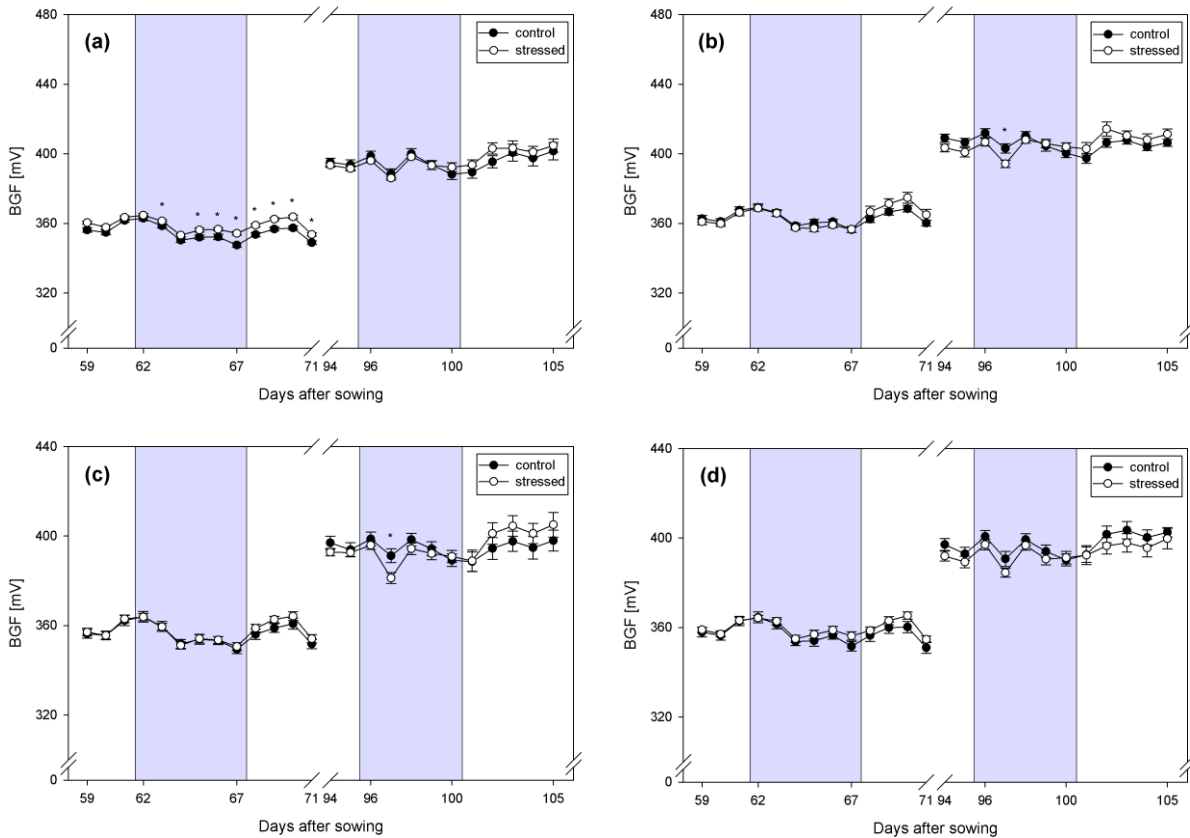 (a)
control
stressed
BGF [mV]
480
440
400
360
320
0
* * * * * * * *
59 62 67 71 94 96 100 105
Days after sowing
(b)
control
stressed
BGF [mV]
480
440
400
360
320
0
*
59 62 67 71 94 96 100 105
Days after sowing
(c)
control
stressed
BGF [mV]
440
400
360
320
0
*
59 62 67 71 94 96 100 105
Days after sowing
(d)
control
stressed
BGF [mV]
440
400
360
320
0
59 62 67 71 94 96 100 105
Days after sowing